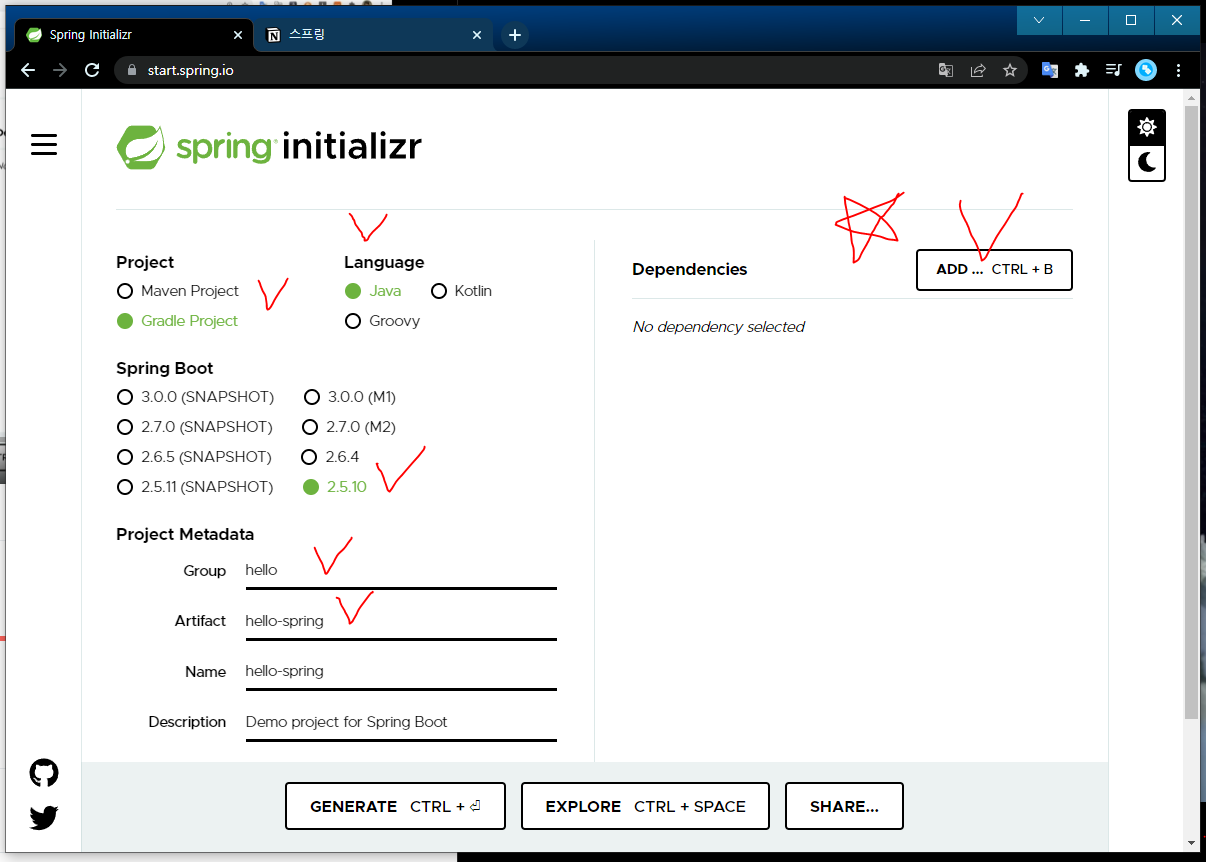 Spring Initializr
스프링
start.spring.io
spring initializr
Project
Language
Dependencies
ADD ... CTRL + B
Maven Project
Java
Kotlin
Gradle Project
Groovy
No dependency selected
Spring Boot
3.0.0 (SNAPSHOT)
3.0.0 (M1)
2.7.0 (SNAPSHOT)
2.7.0 (M2)
2.6.5 (SNAPSHOT)
2.6.4
2.5.11 (SNAPSHOT)
2.5.10
Project Metadata
Group hello
Artifact hello-spring
Name hello-spring
Description Demo project for Spring Boot
GENERATE CTRL + ⏎
EXPLORE CTRL + SPACE
SHARE...